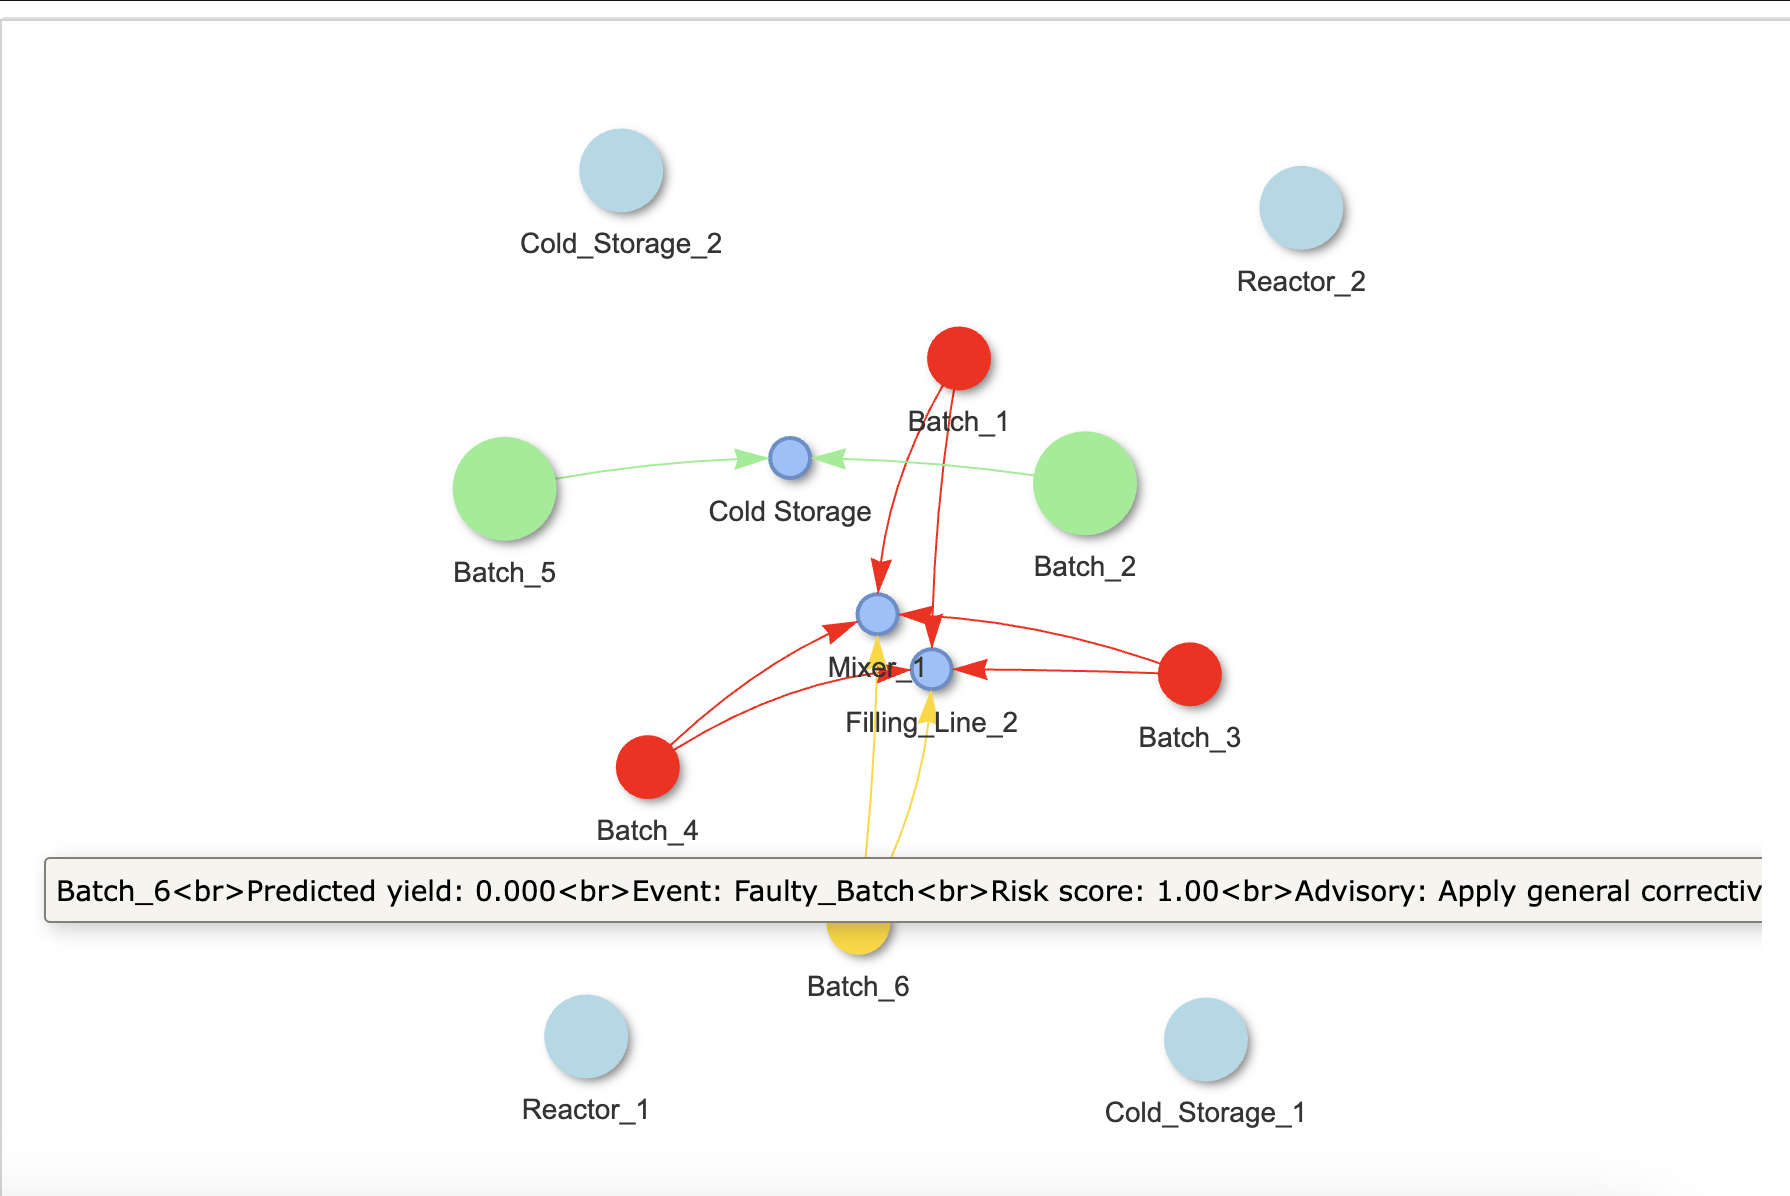 Cold_Storage_2
Reactor_2
Batch_1
Cold Storage
Batch_5
Batch_2
Mixer_1
Filling_Line_2
Batch_3
Batch_4
Batch_6<br>Predicted yield: 0.000<br>Event: Faulty_Batch<br>Risk score: 1.00<br>Advisory: Apply general correctiv
Batch_6
Reactor_1
Cold_Storage_1